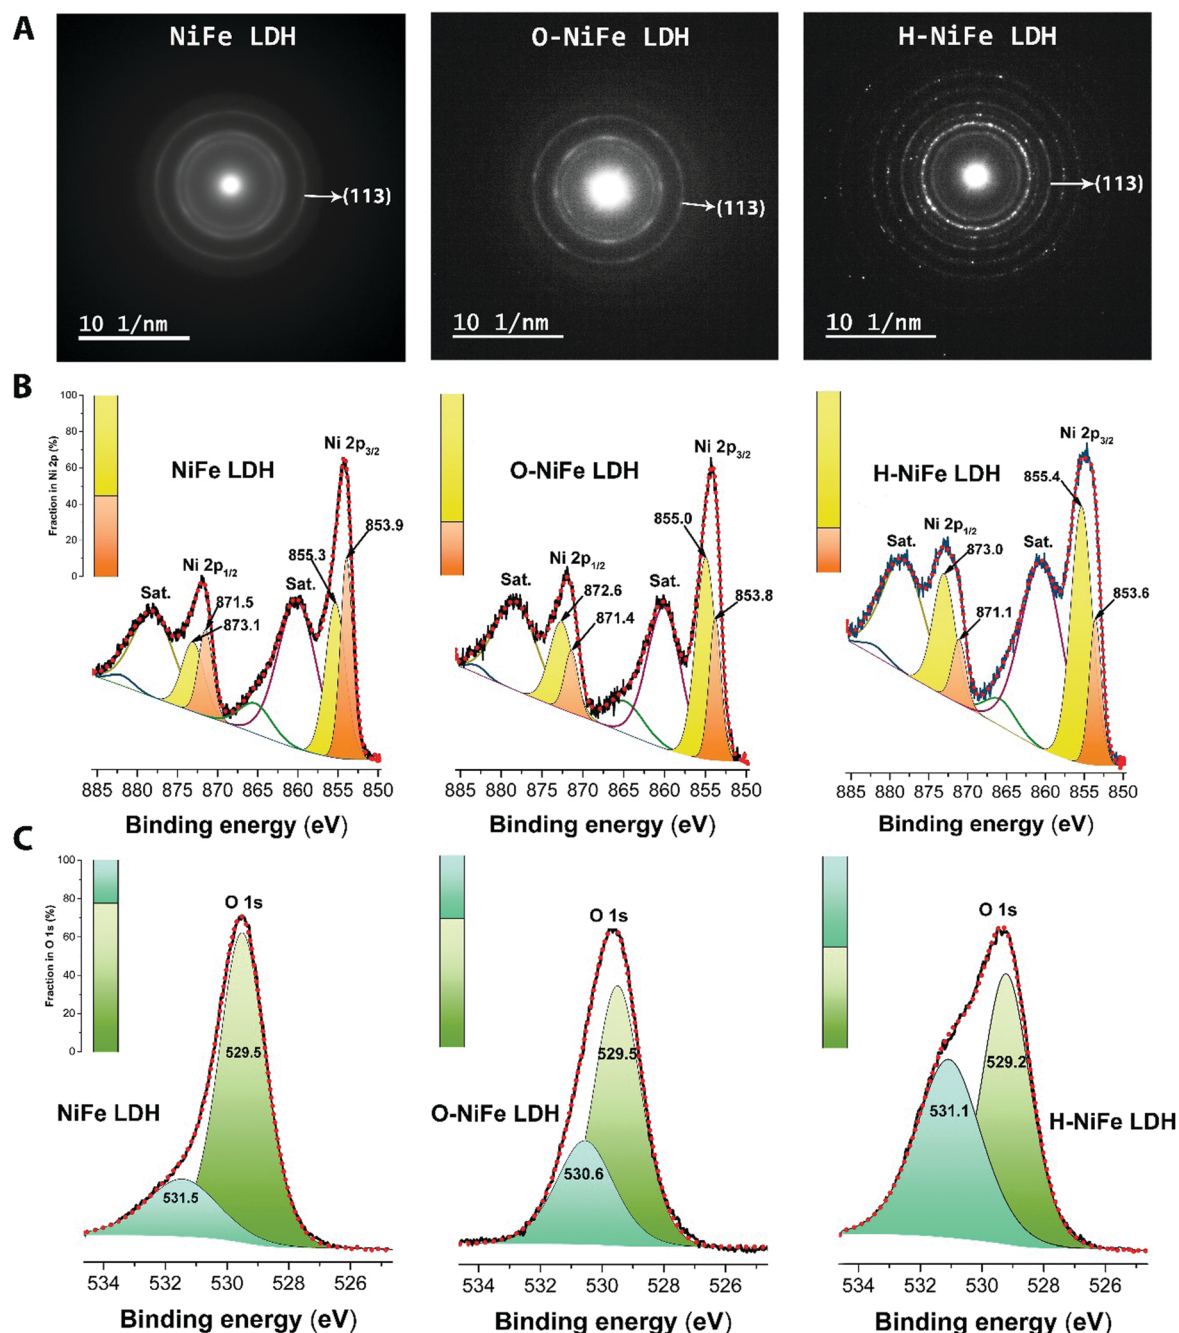 A
NiFe LDH
O-NiFe LDH
H-NiFe LDH
(113)
(113)
(113)
10 1/nm
10 1/nm
10 1/nm
B
Fraction in Ni 2p (%)
100
80
60
40
20
0
NiFe LDH
Ni 2p3/2
853.9
855.3
Sat.
Ni 2p1/2
Sat.
871.5
873.1
885 880 875 870 865 860 855 850
Binding energy (eV)
O-NiFe LDH
Ni 2p3/2
855.0
853.8
Sat.
Ni 2p1/2
Sat.
872.6
871.4
885 880 875 870 865 860 855 850
Binding energy (eV)
H-NiFe LDH
Ni 2p3/2
855.4
853.6
Sat.
Ni 2p1/2
Sat.
873.0
871.1
885 880 875 870 865 860 855 850
Binding energy (eV)
C
Fraction in O 1s (%)
100
80
60
40
20
0
O 1s
529.5
NiFe LDH
531.5
534 532 530 528 526
Binding energy (eV)
O 1s
529.5
O-NiFe LDH
530.6
534 532 530 528 526
Binding energy (eV)
O 1s
529.2
531.1
H-NiFe LDH
534 532 530 528 526
Binding energy (eV)